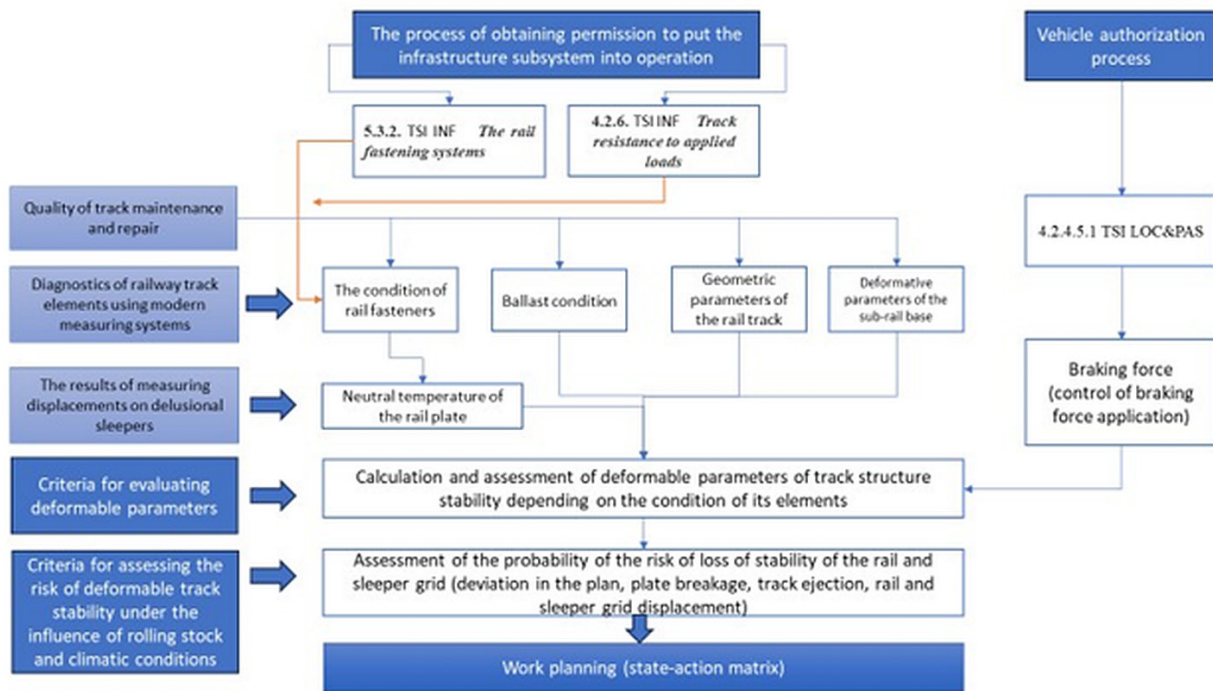 The process of obtaining permission to put the
infrastructure subsystem into operation
Vehicle authorization
process
5.3.2. TSI INF The rail
fastening systems
4.2.6. TSI INF Track
resistance to applied
loads
Quality of track maintenance
and repair
4.2.4.5.1 TSI LOC&PAS
Diagnostics of railway track
elements using modern
measuring systems
The condition of
rail fasteners
Ballast condition
Geometric
parameters of
the rail track
Deformative
parameters of the
sub-rail base
The results of measuring
displacements on delusional
sleepers
Neutral temperature of
the rail plate
Braking force
(control of braking
force application)
Criteria for evaluating
deformable parameters
Calculation and assessment of deformable parameters of track structure
stability depending on the condition of its elements
Criteria for assessing the
risk of deformable track
stability under the
influence of rolling stock
and climatic conditions
Assessment of the probability of the risk of loss of stability of the rail and
sleeper grid (deviation in the plan, plate breakage, track ejection, rail and
sleeper grid displacement)
Work planning (state-action matrix)